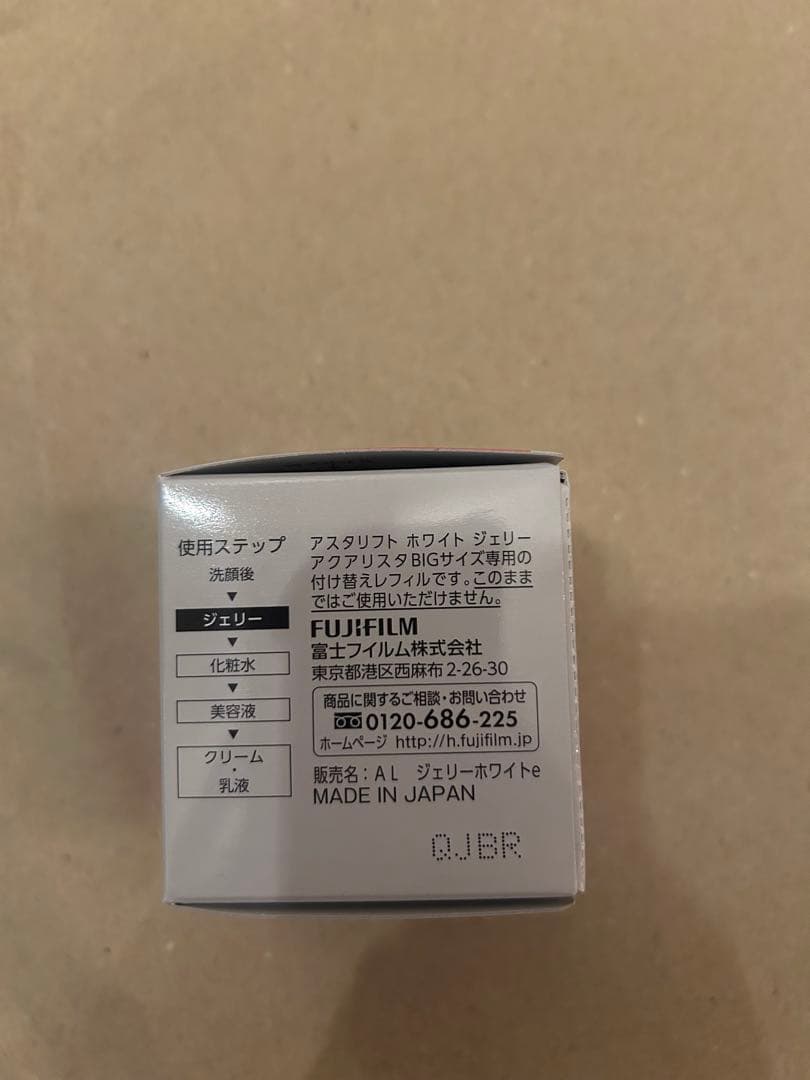 使用ステップ
洗顔後
▼
ジェリー
▼
化粧水
▼
美容液
▼
クリーム
・
乳液
アスタリフト ホワイト ジェリー
アクアリスタBIGサイズ専用の
付け替えレフィルです。このまま
ではご使用いただけません。
FUJIFILM
富士フイルム株式会社
東京都港区西麻布2-26-30
商品に関するご相談・お問い合わせ
0120-686-225
ホームページ http://h.fujifilm.jp
販売名：AL ジェリーホワイトe
MADE IN JAPAN
QJBR